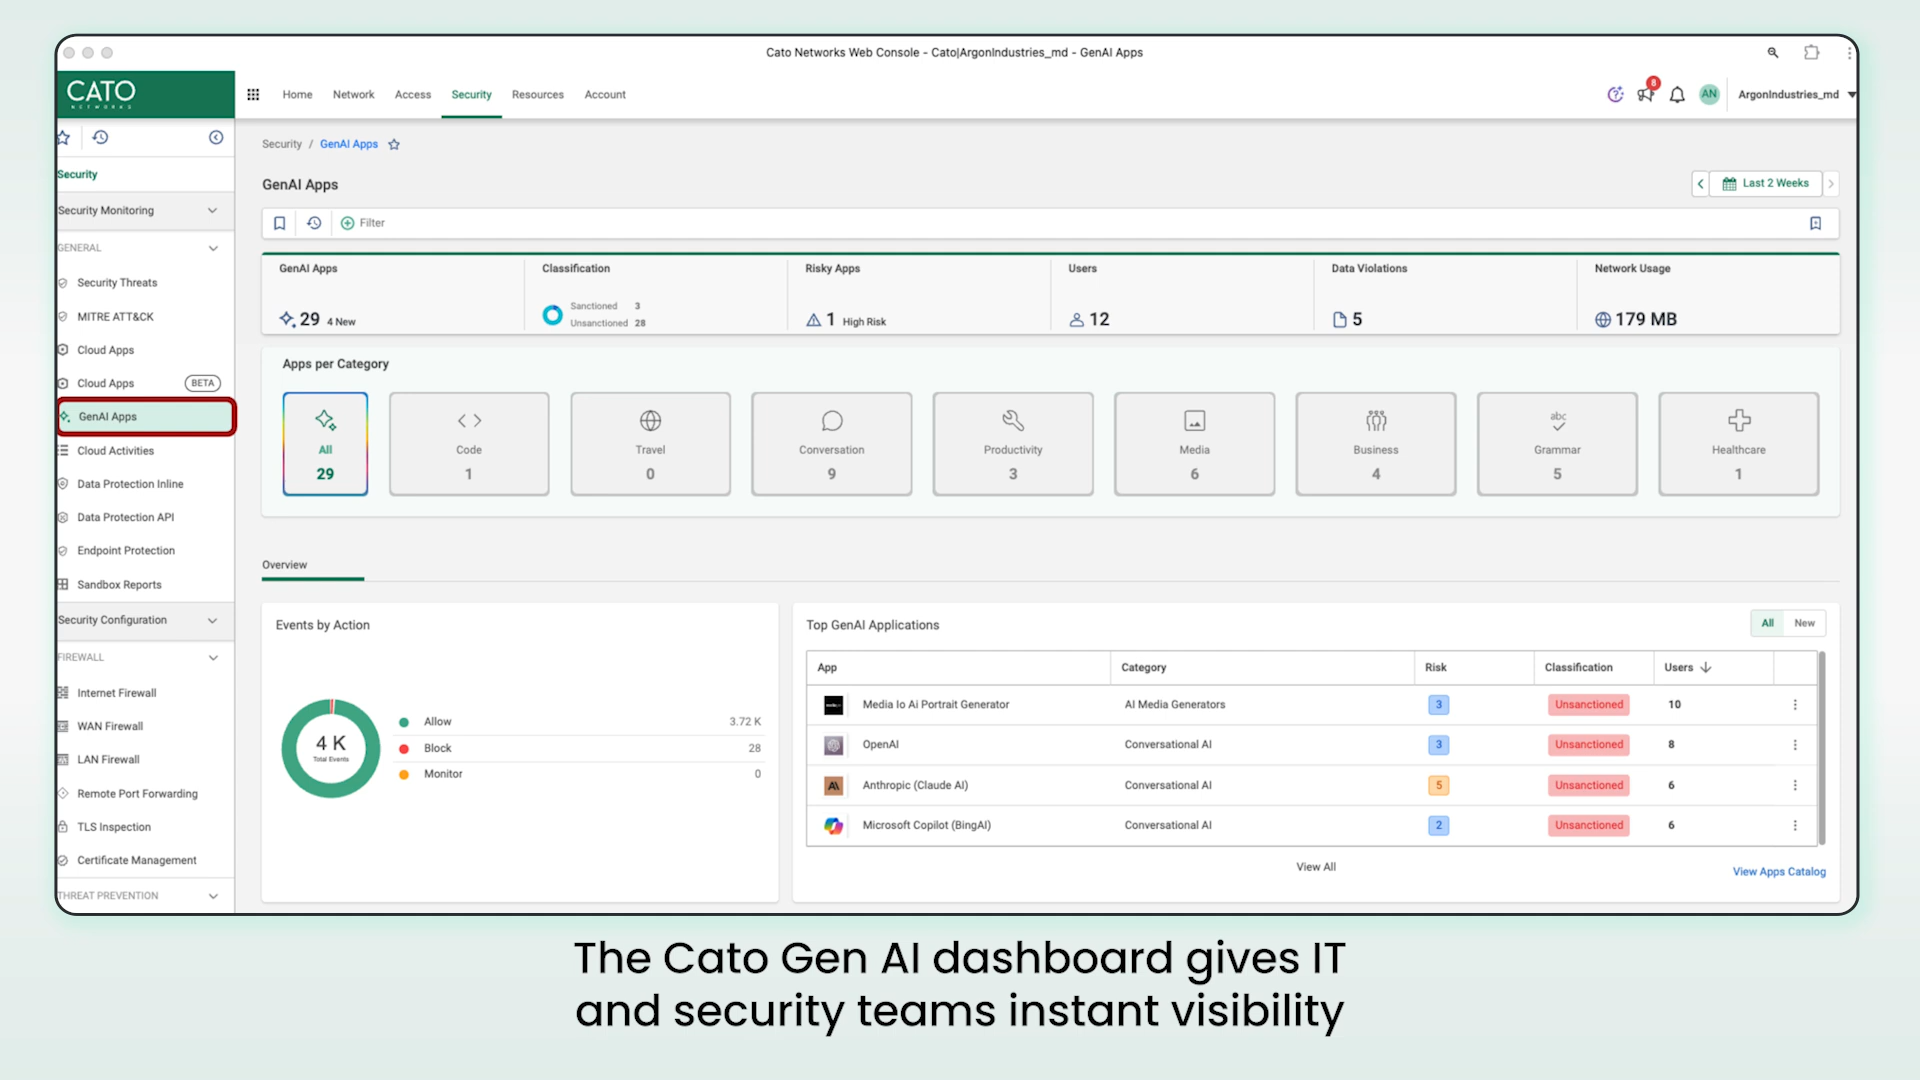 Cato Networks Web Console - Cato|ArgonIndustries_md - GenAI Apps
CATO
NETWORKS
Home Network Access Security Resources Account
8
AN
ArgonIndustries_md
Security / GenAI Apps
Security
Security Monitoring
GENERAL
Security Threats
MITRE ATT&CK
Cloud Apps
Cloud Apps BETA
GenAI Apps
Cloud Activities
Data Protection Inline
Data Protection API
Endpoint Protection
Sandbox Reports
Security Configuration
FIREWALL
Internet Firewall
WAN Firewall
LAN Firewall
Remote Port Forwarding
TLS Inspection
Certificate Management
THREAT PREVENTION
GenAI Apps
Last 2 Weeks
Filter
GenAI Apps
29 4 New
Classification
Sanctioned 3
Unsanctioned 28
Risky Apps
1 High Risk
Users
12
Data Violations
5
Network Usage
179 MB
Apps per Category
All
29
Code
1
Travel
0
Conversation
9
Productivity
3
Media
6
Business
4
abc
Grammar
5
Healthcare
1
Overview
Events by Action
4 K
Total Events
Allow 3.72 K
Block 28
Monitor 0
Top GenAI Applications
All New
App Category Risk Classification Users
Media Io Ai Portrait Generator AI Media Generators 3 Unsanctioned 10
OpenAI Conversational AI 3 Unsanctioned 8
Anthropic (Claude AI) Conversational AI 5 Unsanctioned 6
Microsoft Copilot (BingAI) Conversational AI 2 Unsanctioned 6
View All
View Apps Catalog
The Cato Gen AI dashboard gives IT
and security teams instant visibility